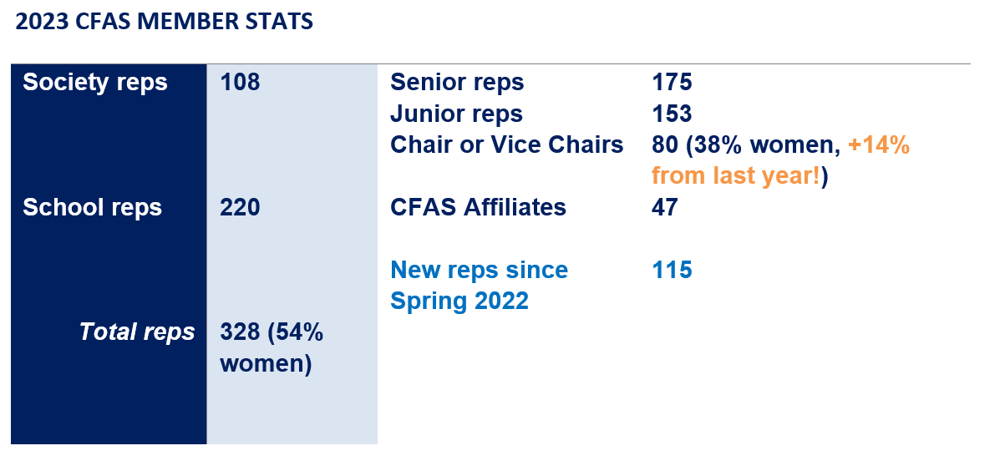 2023 CFAS MEMBER STATS
Society reps 108 Senior reps 175
Junior reps 153
Chair or Vice Chairs 80 (38% women, +14%
from last year!)
School reps 220 CFAS Affiliates 47
New reps since 115
Spring 2022
Total reps 328 (54%
women)